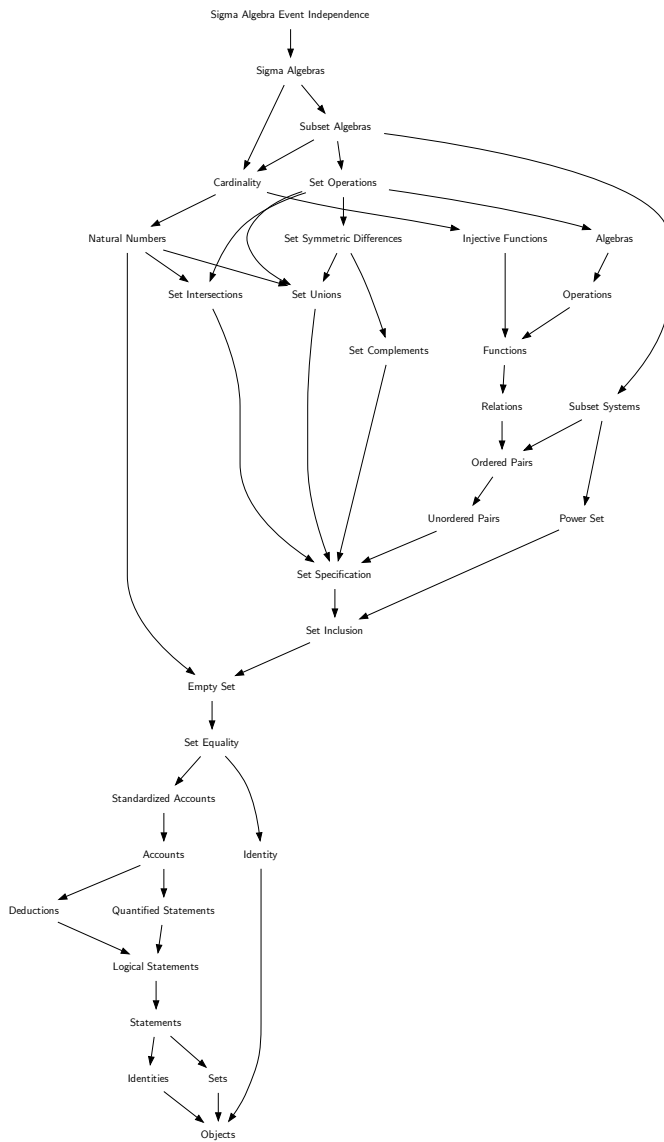 Sigma Algebra Event Independence
Sigma Algebras
Subset Algebras
Cardinality
Set Operations
Natural Numbers
Set Symmetric Differences
Injective Functions
Algebras
Set Intersections
Set Unions
Operations
Set Complements
Functions
Relations
Subset Systems
Ordered Pairs
Unordered Pairs
Power Set
Set Specification
Set Inclusion
Empty Set
Set Equality
Standardized Accounts
Accounts
Identity
Deductions
Quantified Statements
Logical Statements
Statements
Identities
Sets
Objects